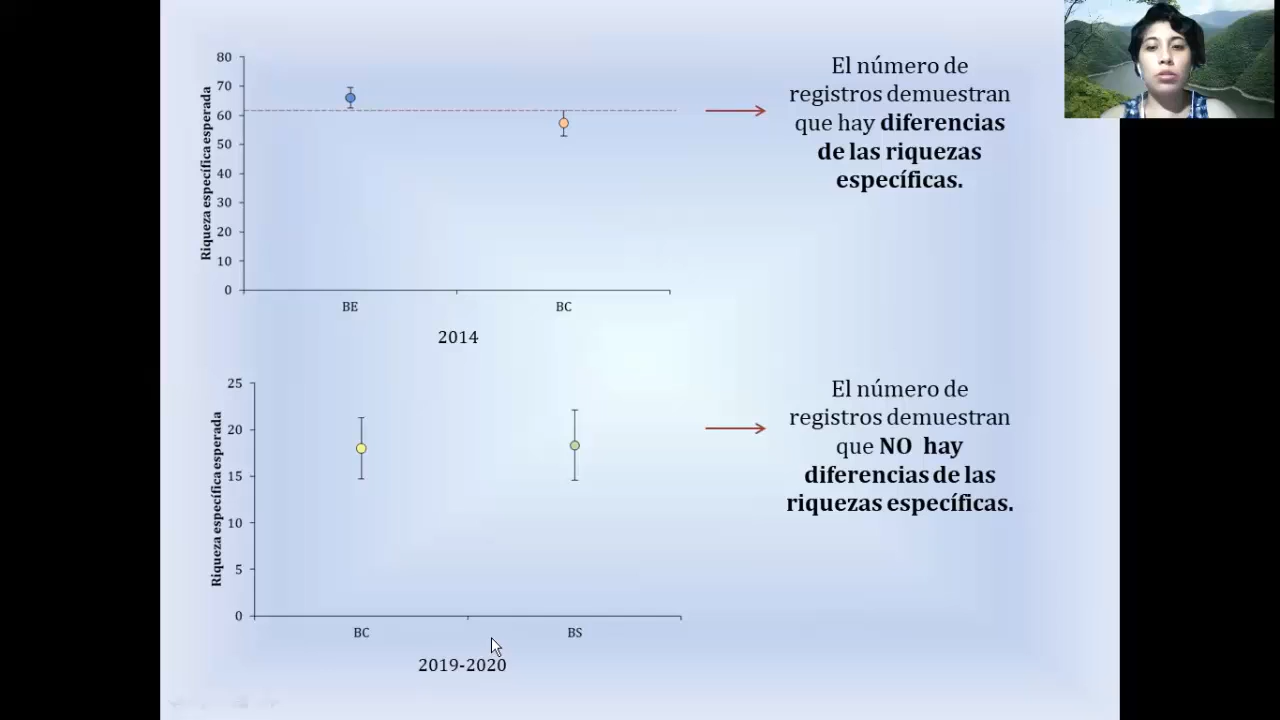 80
70
60
50
40
30
20
10
0
Riqueza específica esperada
BE
BC
2014
El número de
registros demuestran
que hay diferencias
de las riquezas
específicas.
25
20
15
10
5
0
Riqueza específica esperada
BC
BS
2019-2020
El número de
registros demuestran
que NO hay
diferencias de las
riquezas específicas.